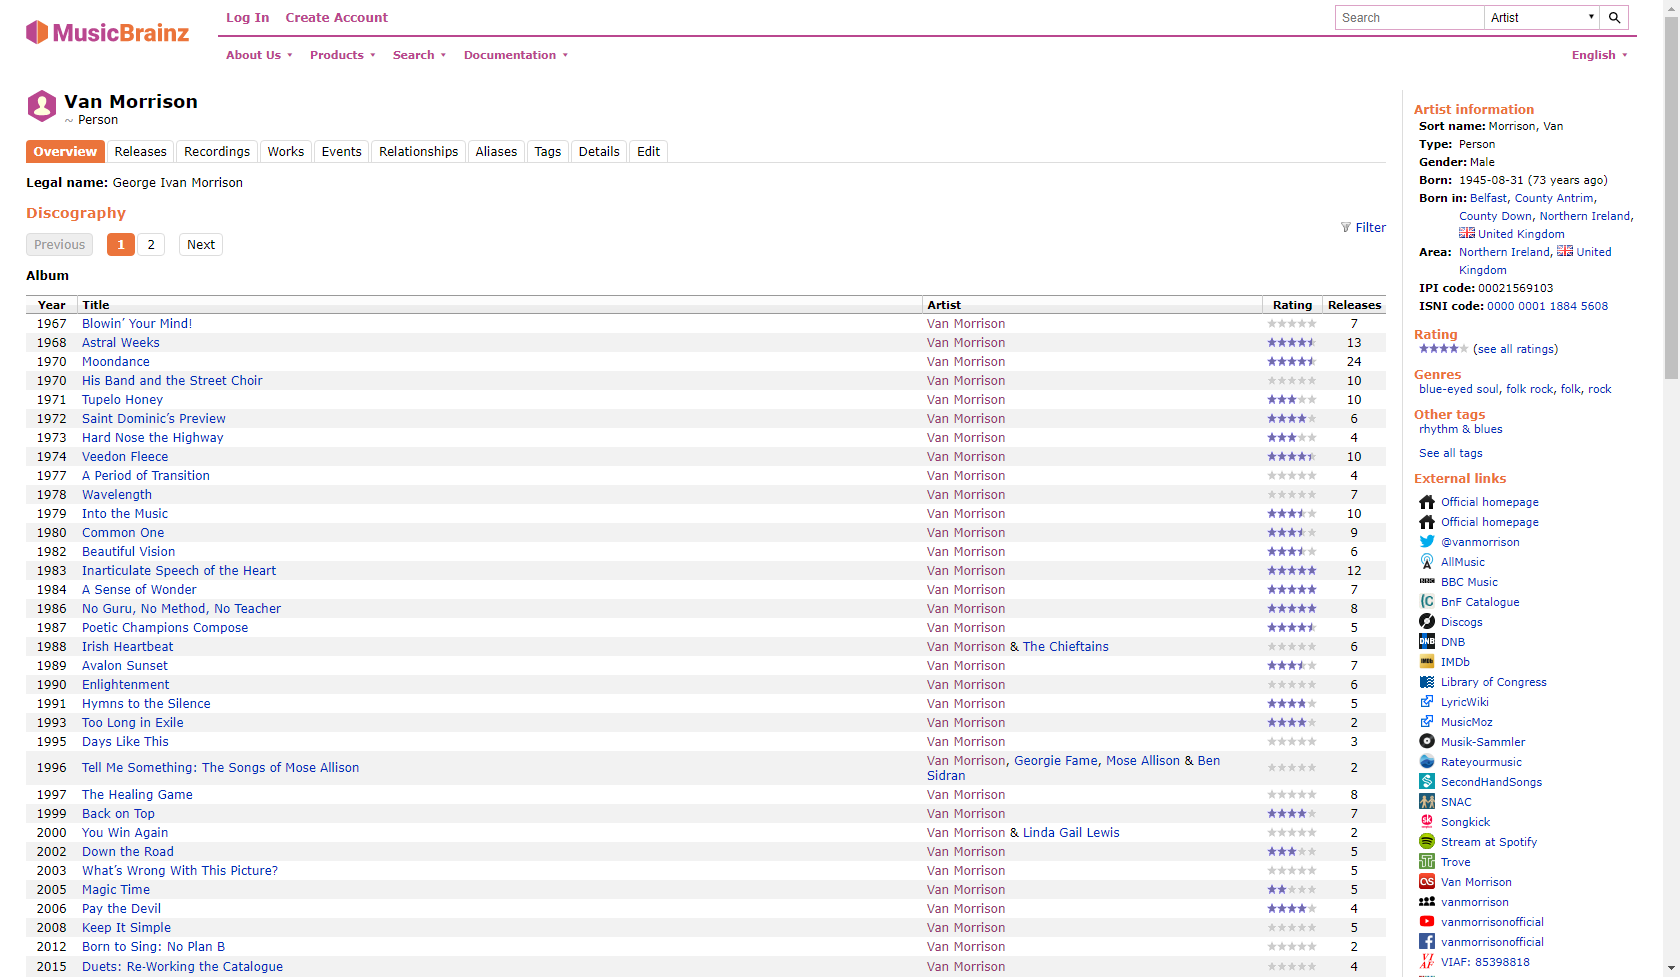 MusicBrainz
Log In Create Account
Search Artist
About Us Products Search Documentation
English
Van Morrison
~ Person
Overview Releases Recordings Works Events Relationships Aliases Tags Details Edit
Legal name: George Ivan Morrison
Discography
Filter
Previous 1 2 Next
Album
Year Title Artist Rating Releases
1967 Blowin’ Your Mind! Van Morrison 7
1968 Astral Weeks Van Morrison 13
1970 Moondance Van Morrison 24
1970 His Band and the Street Choir Van Morrison 10
1971 Tupelo Honey Van Morrison 10
1972 Saint Dominic’s Preview Van Morrison 6
1973 Hard Nose the Highway Van Morrison 4
1974 Veedon Fleece Van Morrison 10
1977 A Period of Transition Van Morrison 4
1978 Wavelength Van Morrison 7
1979 Into the Music Van Morrison 10
1980 Common One Van Morrison 9
1982 Beautiful Vision Van Morrison 6
1983 Inarticulate Speech of the Heart Van Morrison 12
1984 A Sense of Wonder Van Morrison 7
1986 No Guru, No Method, No Teacher Van Morrison 8
1987 Poetic Champions Compose Van Morrison 5
1988 Irish Heartbeat Van Morrison & The Chieftains 6
1989 Avalon Sunset Van Morrison 7
1990 Enlightenment Van Morrison 6
1991 Hymns to the Silence Van Morrison 5
1993 Too Long in Exile Van Morrison 2
1995 Days Like This Van Morrison 3
1996 Tell Me Something: The Songs of Mose Allison Van Morrison, Georgie Fame, Mose Allison & Ben
Sidran 2
1997 The Healing Game Van Morrison 8
1999 Back on Top Van Morrison 7
2000 You Win Again Van Morrison & Linda Gail Lewis 2
2002 Down the Road Van Morrison 5
2003 What’s Wrong With This Picture? Van Morrison 5
2005 Magic Time Van Morrison 5
2006 Pay the Devil Van Morrison 4
2008 Keep It Simple Van Morrison 5
2012 Born to Sing: No Plan B Van Morrison 2
2015 Duets: Re-Working the Catalogue Van Morrison 4
Artist information
Sort name: Morrison, Van
Type: Person
Gender: Male
Born: 1945-08-31 (73 years ago)
Born in: Belfast, County Antrim,
County Down, Northern Ireland,
United Kingdom
Area: Northern Ireland, United
Kingdom
IPI code: 00021569103
ISNI code: 0000 0001 1884 5608
Rating
(see all ratings)
Genres
blue-eyed soul, folk rock, folk, rock
Other tags
rhythm & blues
See all tags
External links
Official homepage
Official homepage
@vanmorrison
AllMusic
BBC BBC Music
BnF Catalogue
Discogs
DNB DNB
IMDb IMDb
Library of Congress
LyricWiki
MusicMoz
Musik-Sammler
Rateyourmusic
SecondHandSongs
SNAC
sk Songkick
Stream at Spotify
Trove
Van Morrison
vanmorrison
vanmorrisonofficial
vanmorrisonofficial
VIAF VIAF: 85398818